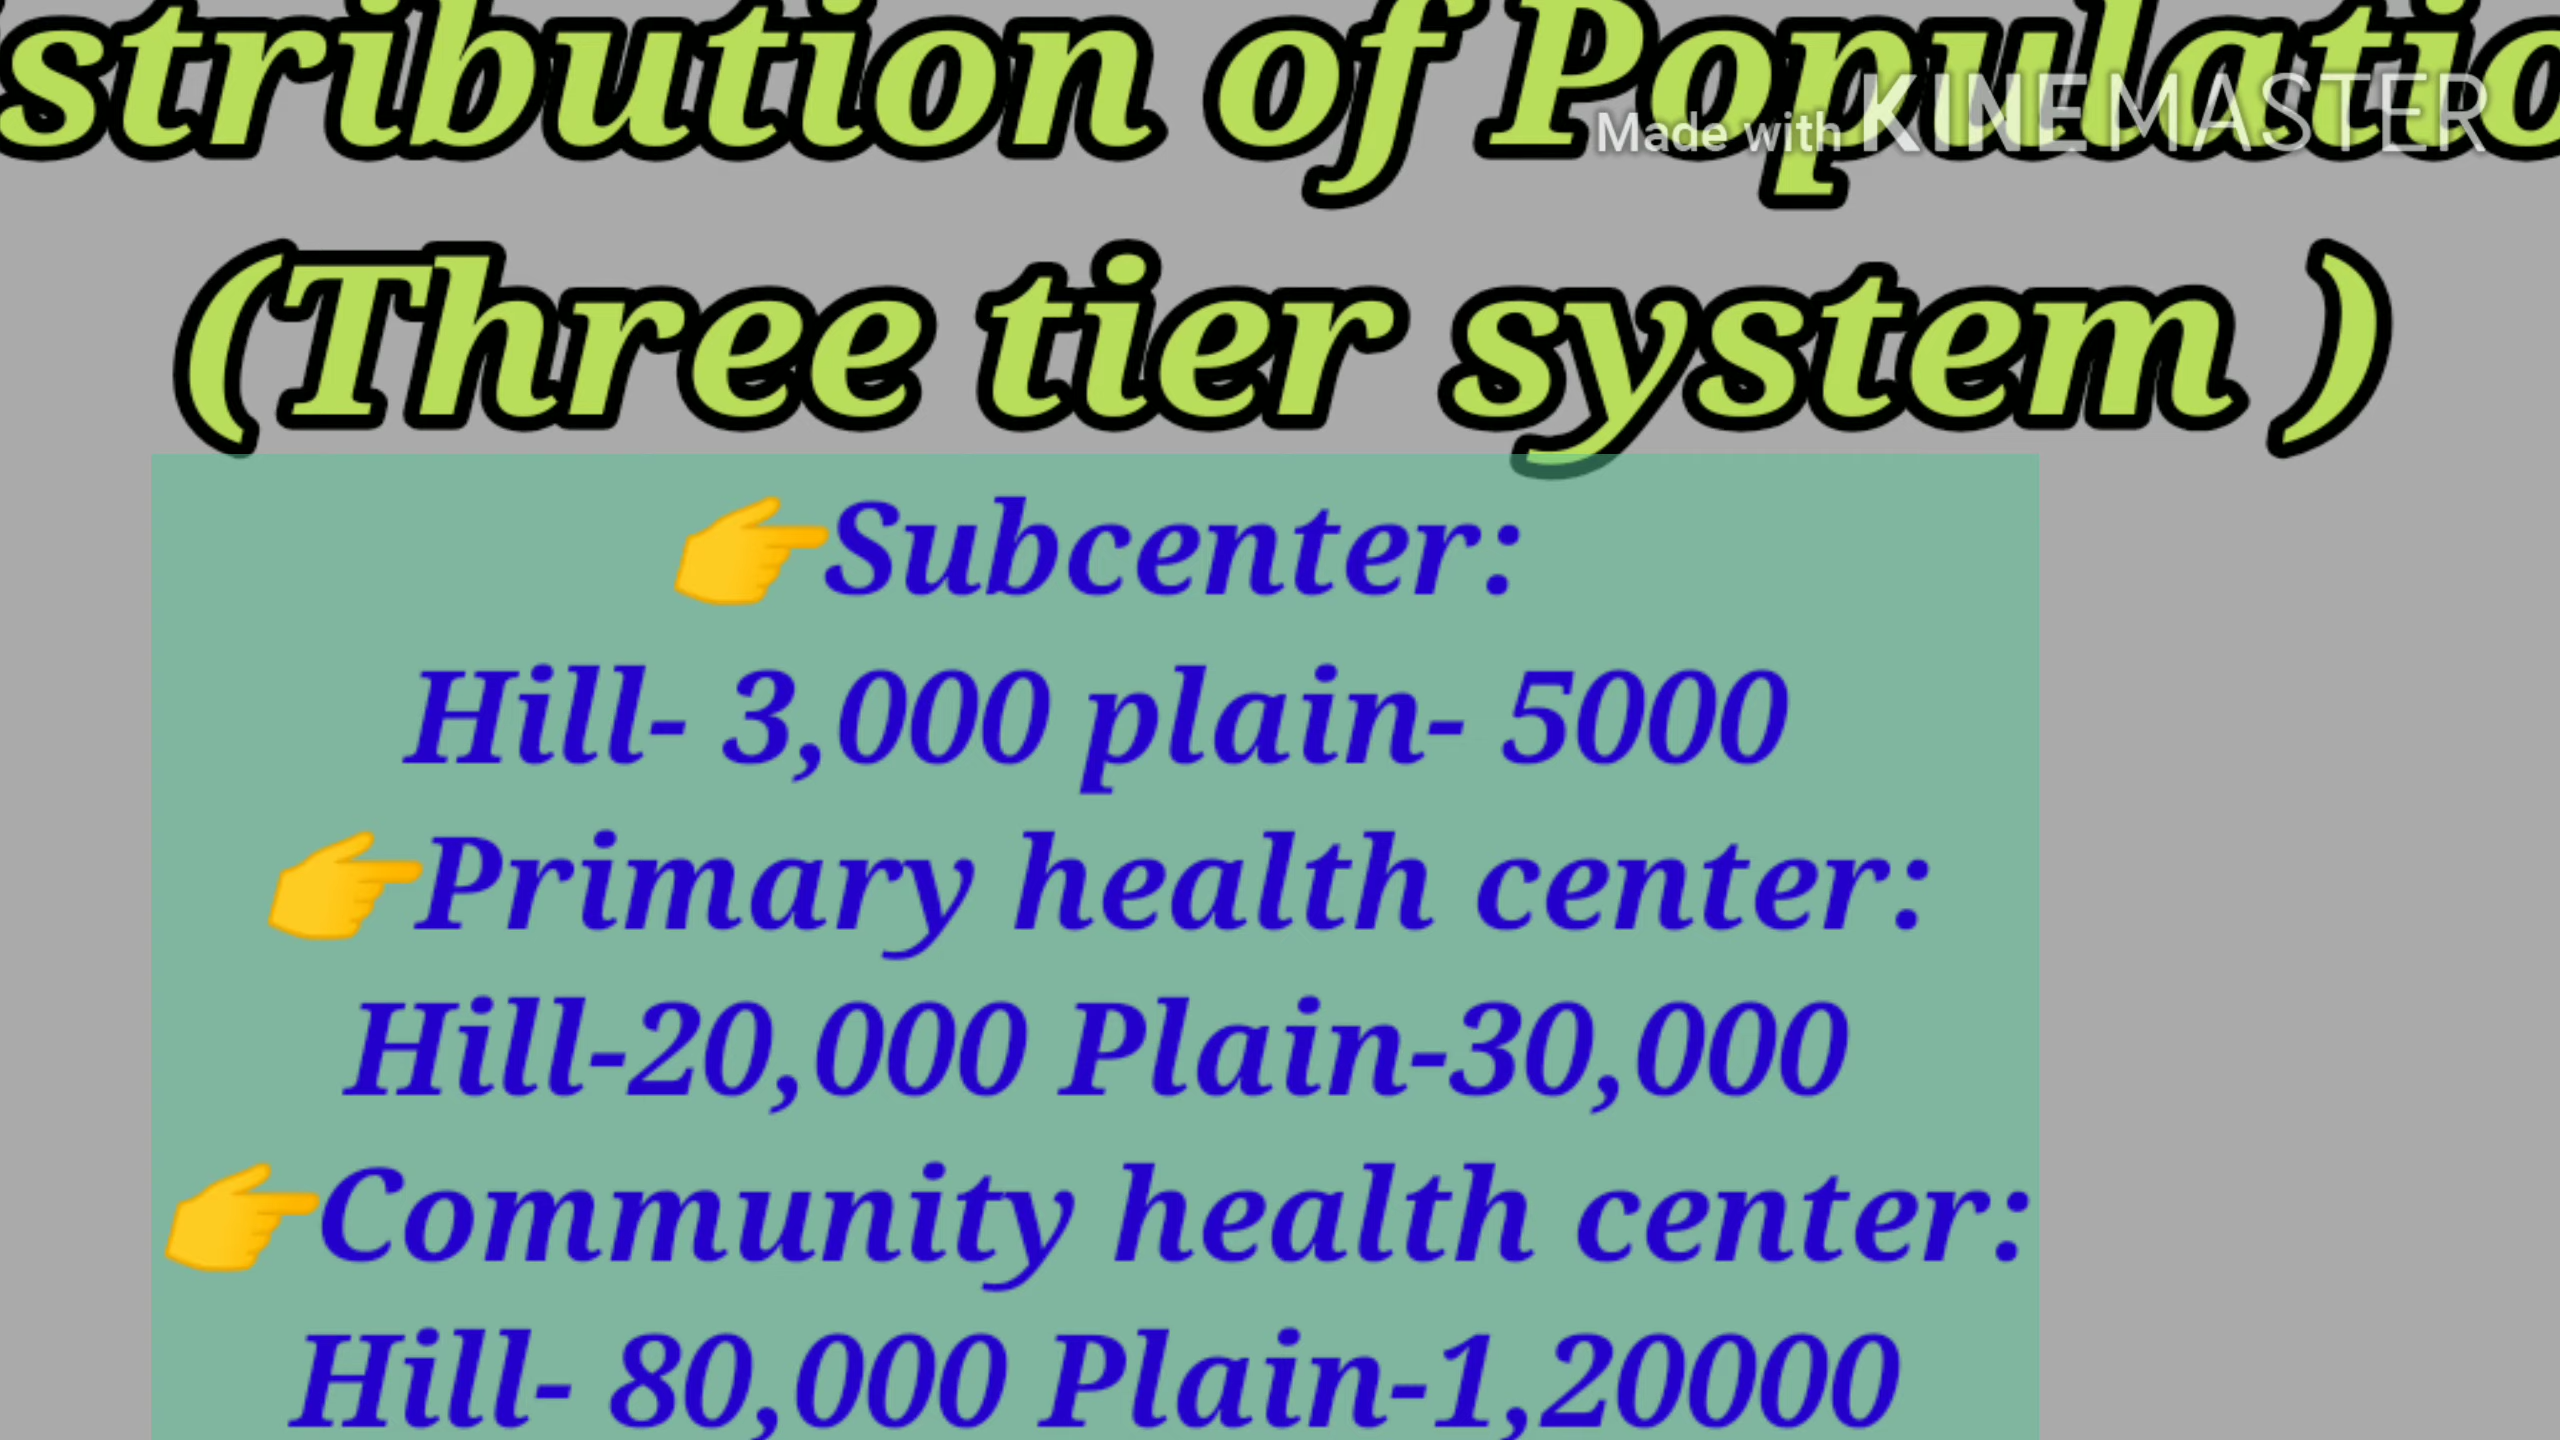 stribution of Populatio
Made with KINEMASTER
(Three tier system )
👉Subcenter:
Hill- 3,000 plain- 5000
👉Primary health center:
Hill-20,000 Plain-30,000
👉Community health center:
Hill- 80,000 Plain-1,20000